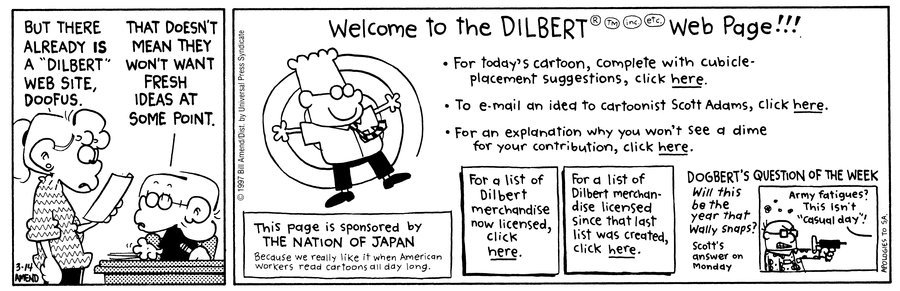 BUT THERE
ALREADY IS
A "DILBERT"
WEB SITE,
DOOFUS.
THAT DOESN'T
MEAN THEY
WON'T WANT
FRESH
IDEAS AT
SOME POINT.
3-14
AMEND
© 1997 Bill Amend/Dist. by Universal Press Syndicate
Welcome to the DILBERT® TM inc etc. Web Page!!!
• For today's cartoon, complete with cubicle-
placement suggestions, click here.
• To e-mail an idea to cartoonist Scott Adams, click here.
• For an explanation why you won't see a dime
for your contribution, click here.
This page is sponsored by
THE NATION OF JAPAN
Because we really like it when American
workers read cartoons all day long.
For a list of
Dilbert
merchandise
now licensed,
click
here.
For a list of
Dilbert merchan-
dise licensed
since that last
list was created,
click here.
DOGBERT'S QUESTION OF THE WEEK
Will this
be the
year that
Wally snaps?
Scott's
answer on
Monday
Army fatigues?
This isn't
"casual day"!
APOLOGIES TO S.A.